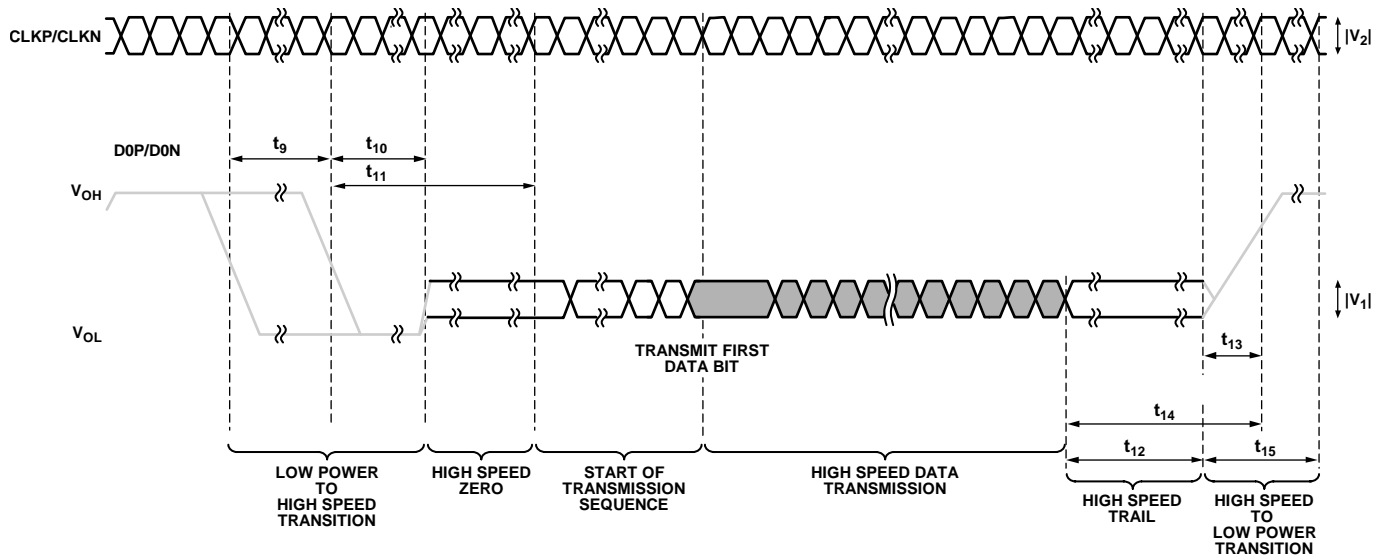 CLKP/CLKN
|V2|
D0P/D0N
t9
t10
t11
VOH
VOL
|V1|
TRANSMIT FIRST
DATA BIT
t13
t14
t12
t15
LOW POWER
TO
HIGH SPEED
TRANSITION
HIGH SPEED
ZERO
START OF
TRANSMISSION
SEQUENCE
HIGH SPEED DATA
TRANSMISSION
HIGH SPEED
TRAIL
HIGH SPEED
TO
LOW POWER
TRANSITION